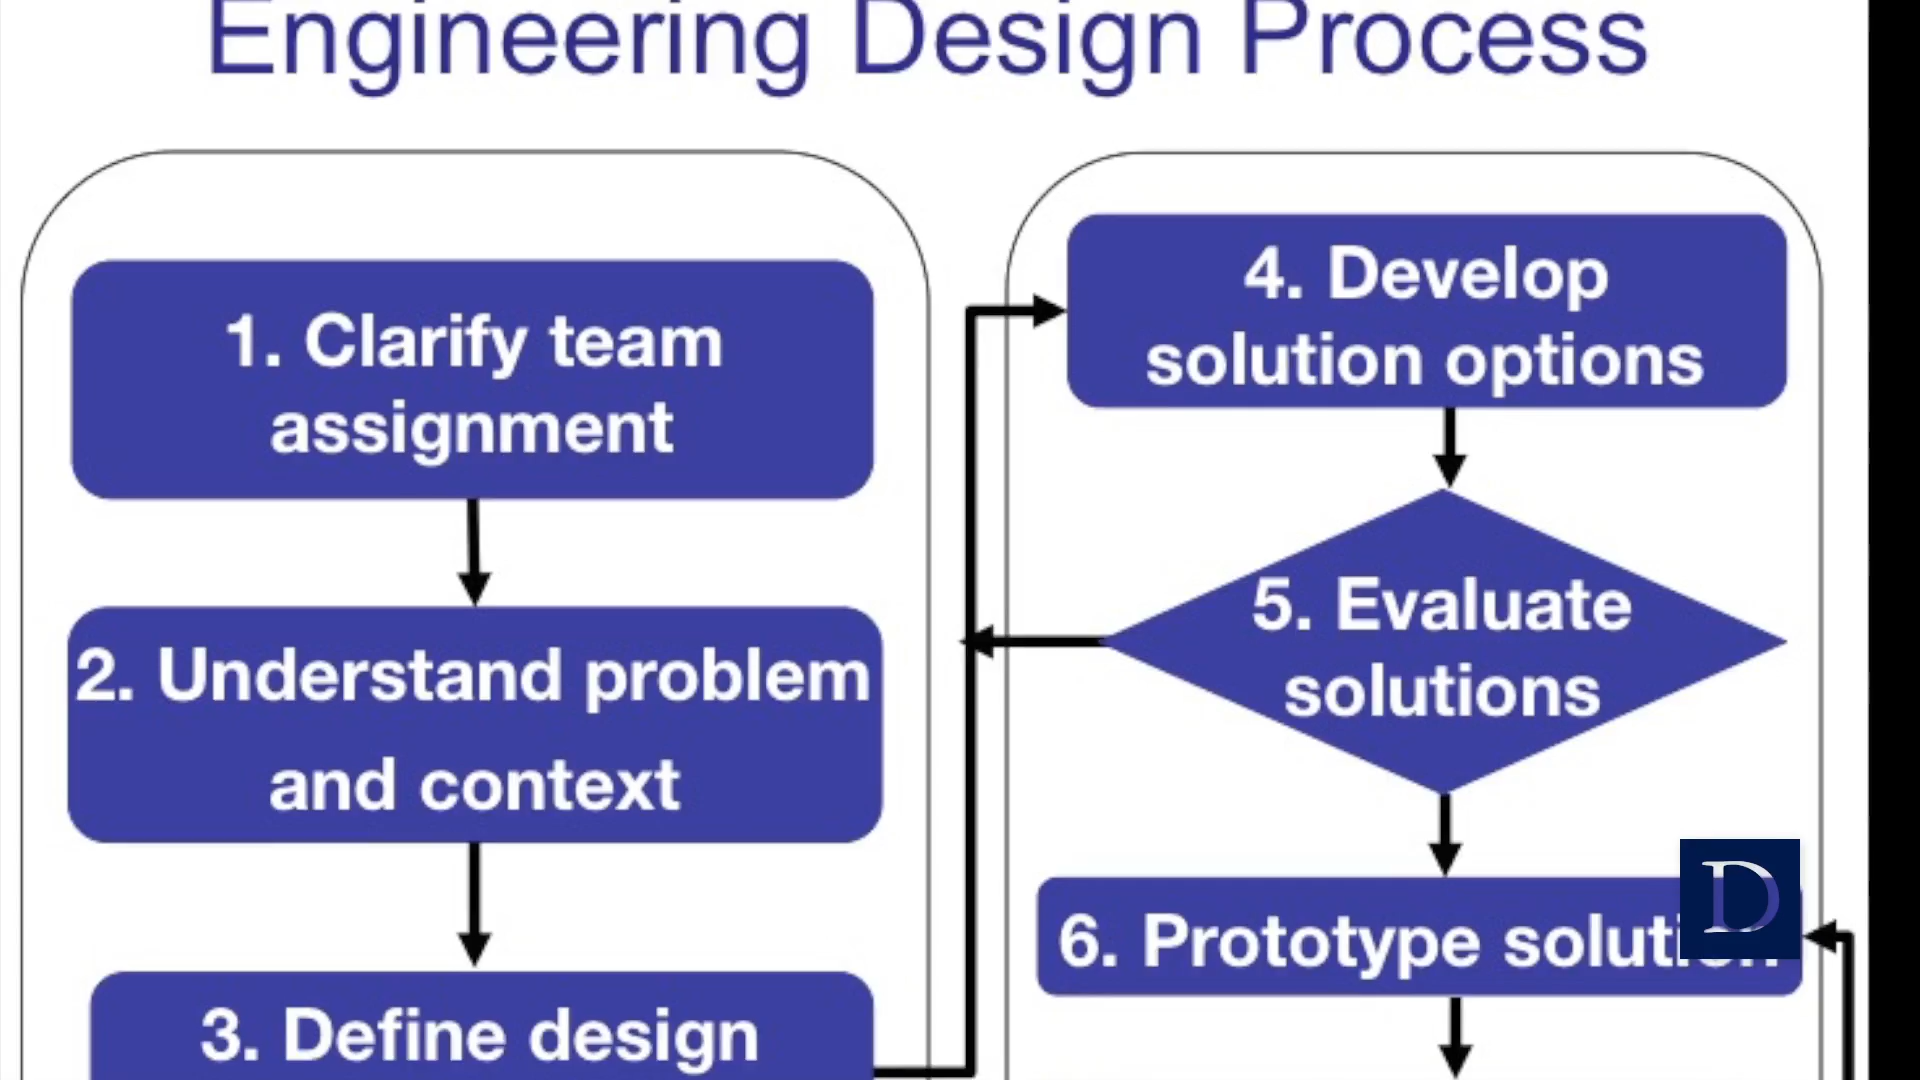 Engineering Design Process
1. Clarify team
assignment
2. Understand problem
and context
3. Define design
4. Develop
solution options
5. Evaluate
solutions
6. Prototype solution
D